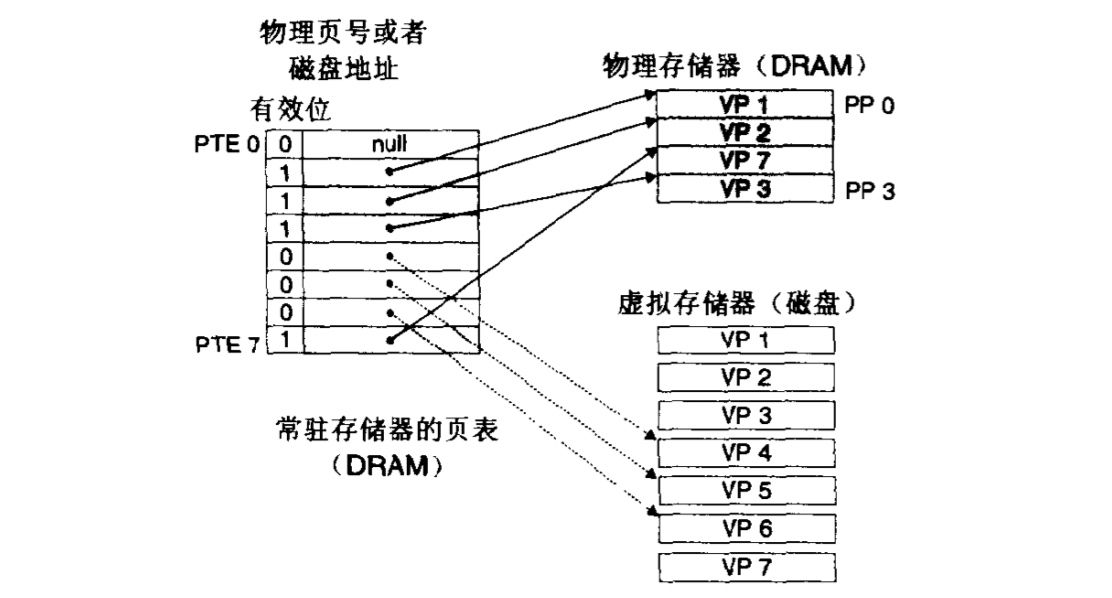 物理页号或者
磁盘地址
有效位
PTE 0 0 null
1
1
1
0
0
0
PTE 7 1
常驻存储器的页表
（DRAM）
物理存储器（DRAM）
VP 1 PP 0
VP 2
VP 7
VP 3 PP 3
虚拟存储器（磁盘）
VP 1
VP 2
VP 3
VP 4
VP 5
VP 6
VP 7